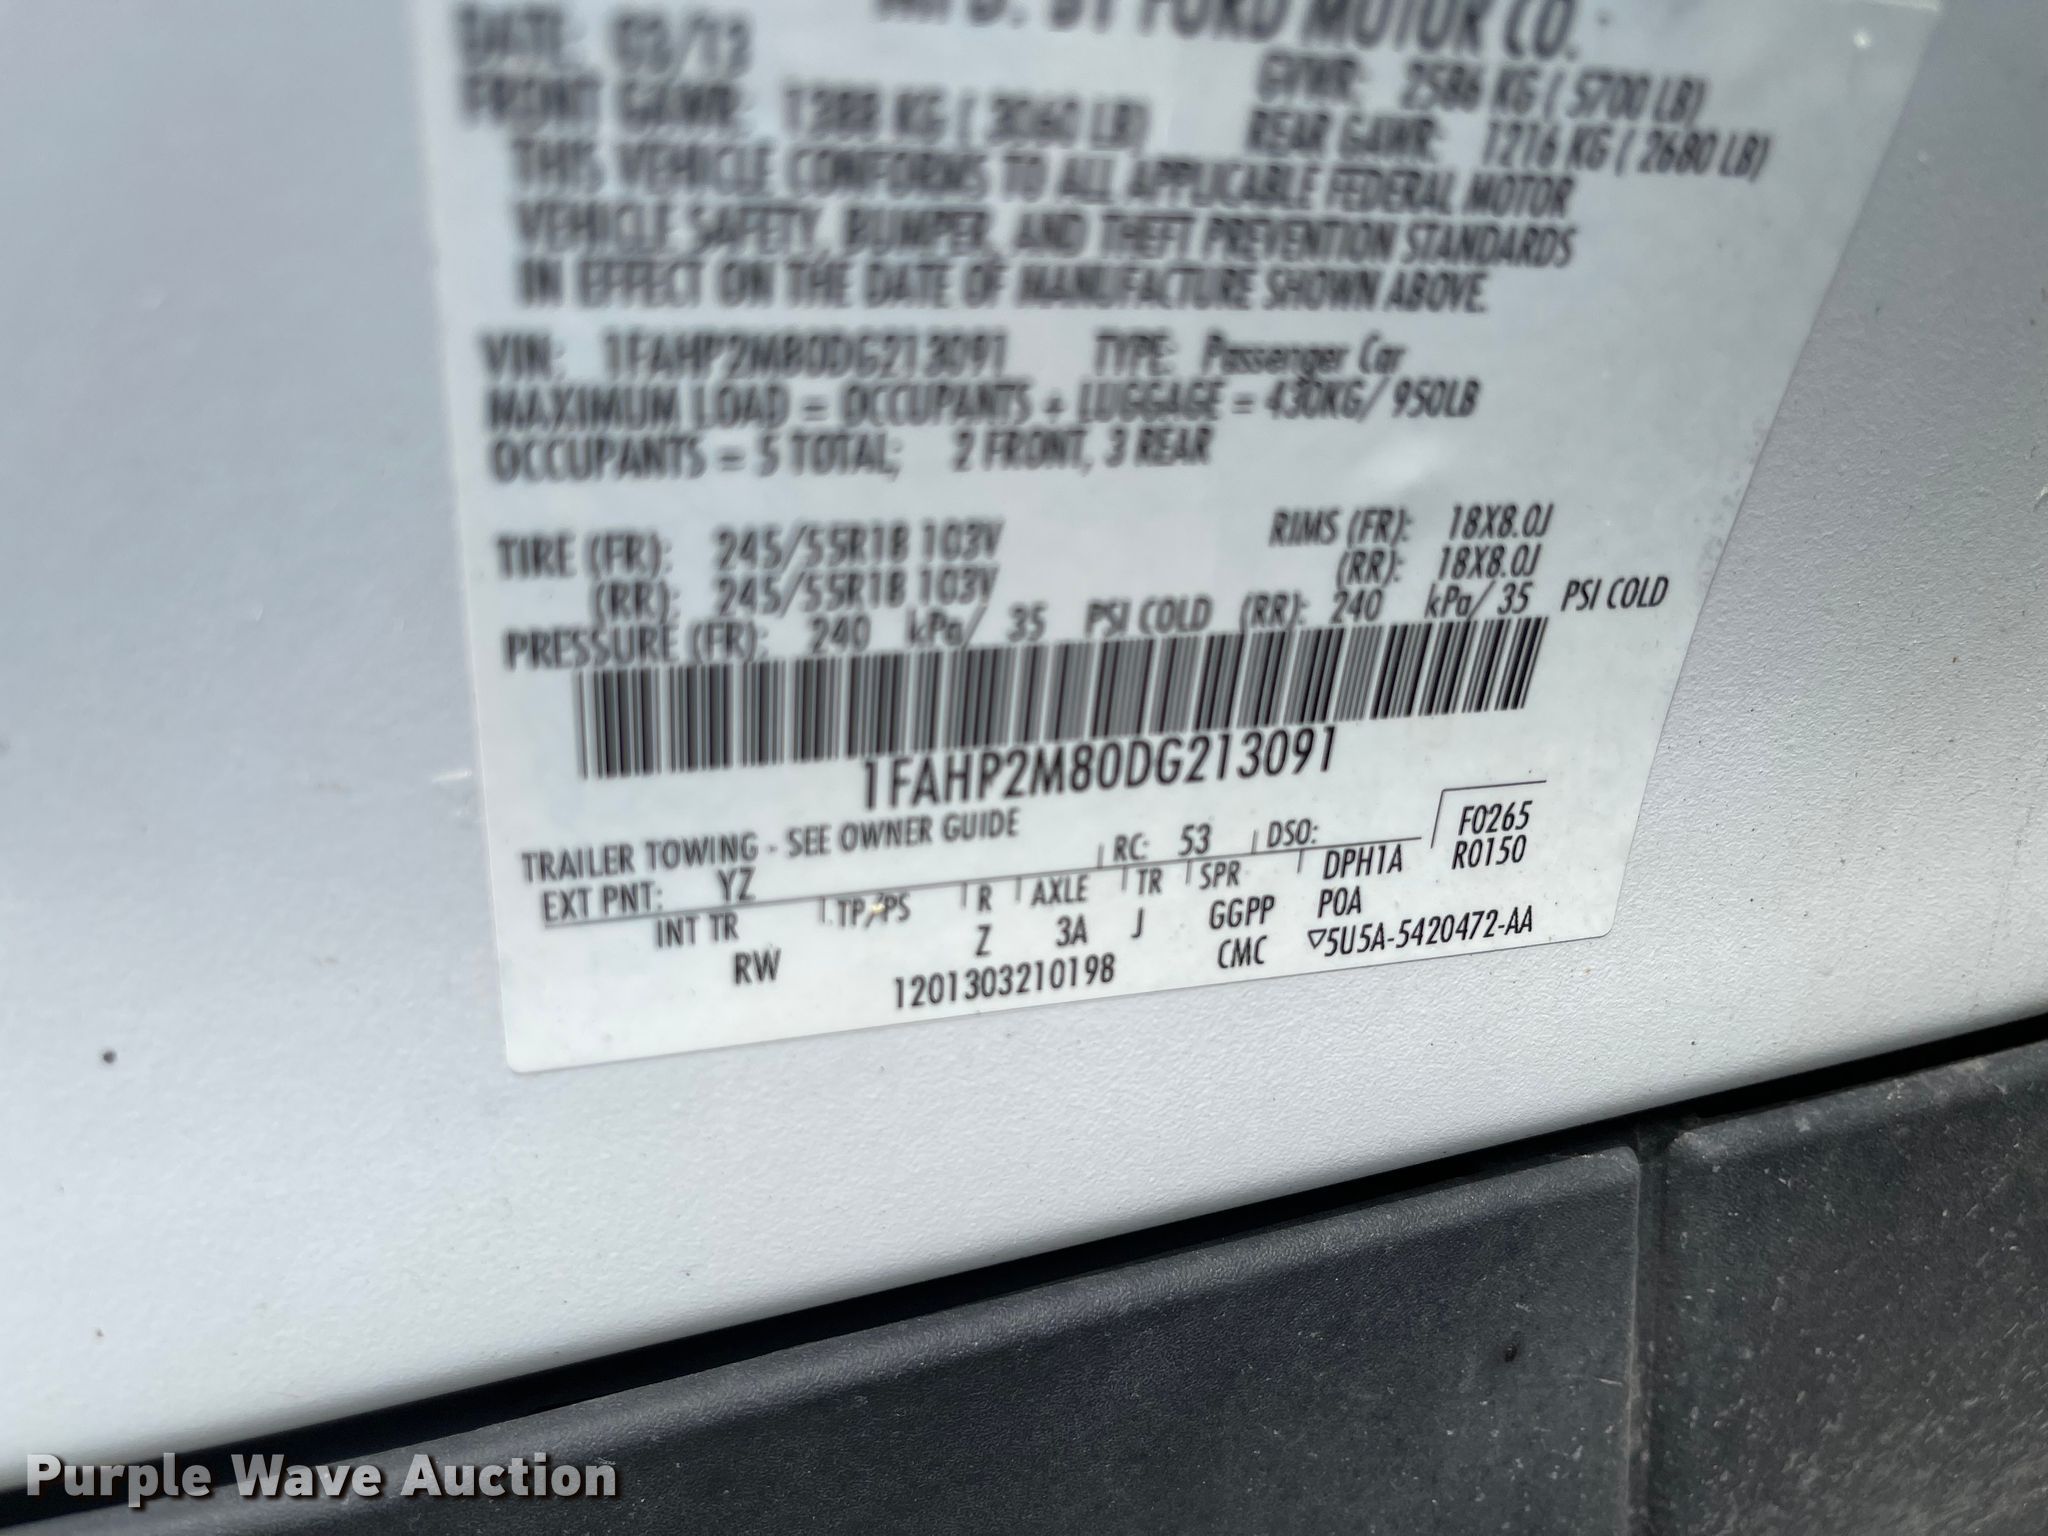 MFD. BY FORD MOTOR CO.
DATE: 03/13
GVWR: 2586 KG ( 5700 LB)
FRONT GAWR: 1388 KG ( 3060 LB)
REAR GAWR: 1216 KG ( 2680 LB)
THIS VEHICLE CONFORMS TO ALL APPLICABLE FEDERAL MOTOR
VEHICLE SAFETY, BUMPER, AND THEFT PREVENTION STANDARDS
IN EFFECT ON THE DATE OF MANUFACTURE SHOWN ABOVE.
VIN: 1FAHP2M80DG213091 TYPE: Passenger Car
MAXIMUM LOAD = OCCUPANTS + LUGGAGE = 430KG/ 950LB
OCCUPANTS = 5 TOTAL; 2 FRONT, 3 REAR
TIRE (FR): 245/55R18 103V RIMS (FR): 18X8.0J
(RR): 245/55R18 103V (RR): 18X8.0J
PRESSURE (FR): 240 kPa/ 35 PSI COLD (RR): 240 kPa/ 35 PSI COLD
1FAHP2M80DG213091
TRAILER TOWING - SEE OWNER GUIDE
F0265
EXT PNT: YZ RC: 53 DSO: R0150
INT TR TP/PS R AXLE TR SPR DPH1A
RW Z 3A J GGPP P0A
1201303210198 CMC ▽5U5A-5420472-AA
Purple Wave Auction